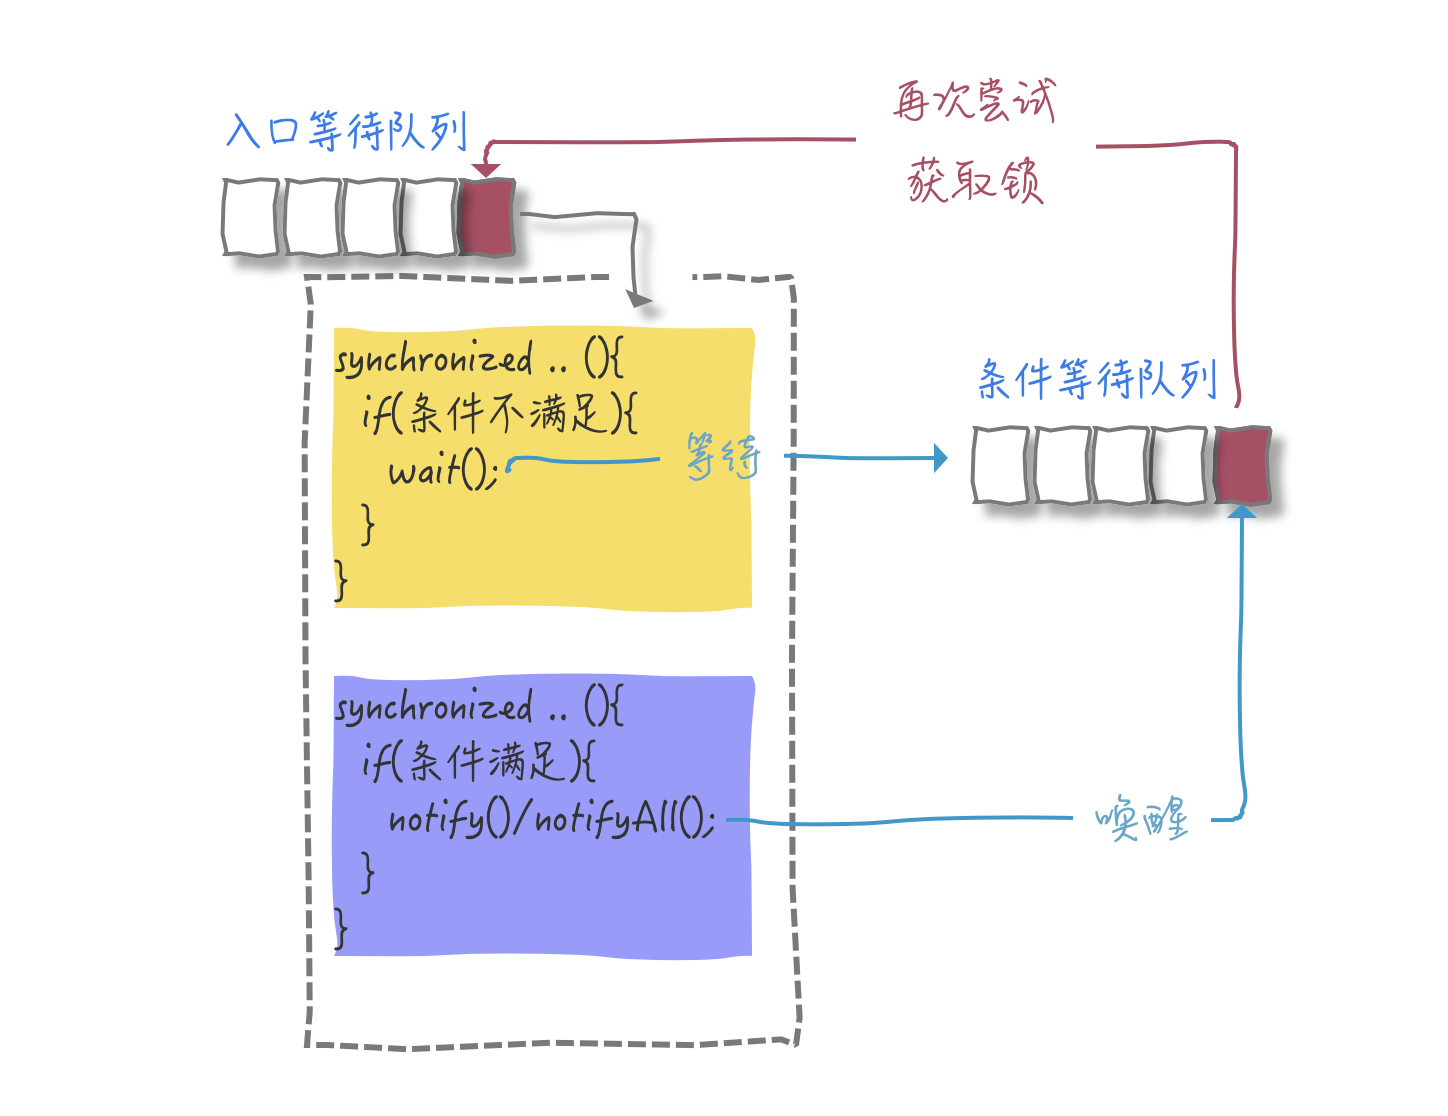 再次尝试
获取锁
入口等待队列
synchronized .. (){
if(条件不满足){
wait();
}
}
等待
条件等待队列
synchronized .. (){
if(条件满足){
notify()/notifyAll();
}
}
唤醒